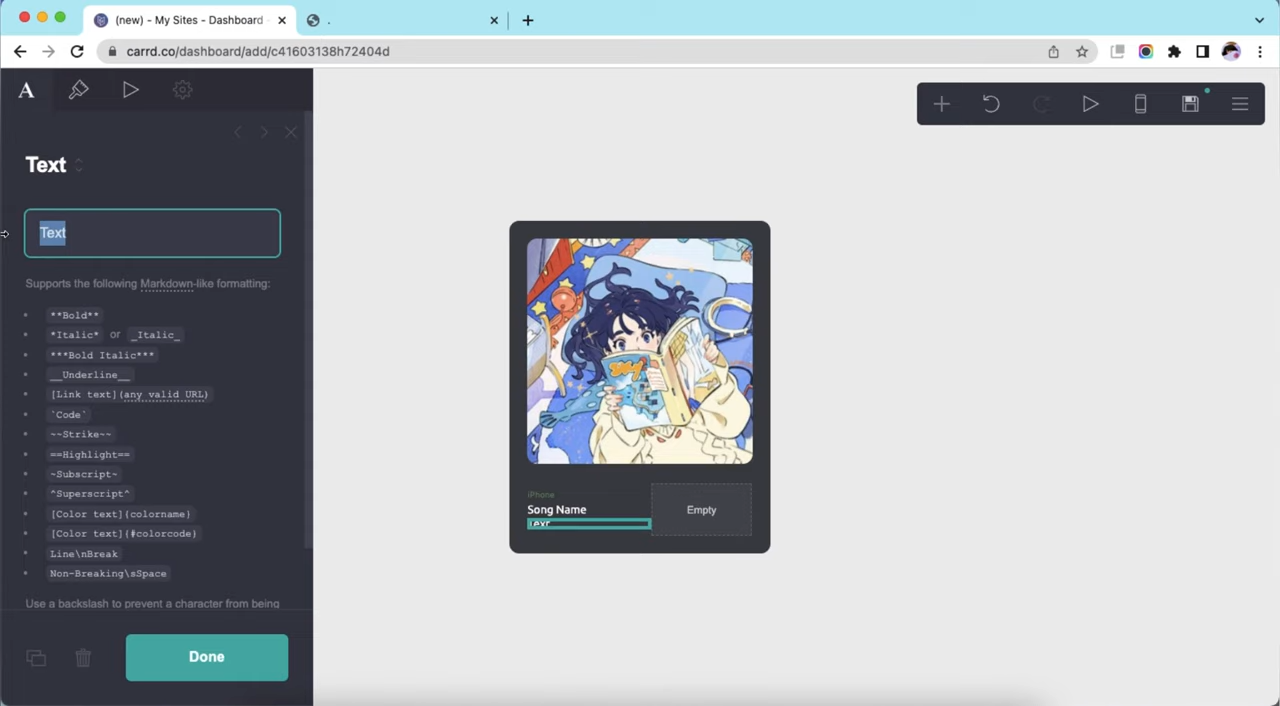 (new) - My Sites - Dashboard -
.
carrd.co/dashboard/add/c41603138h72404d
A
Text
Text
Supports the following Markdown-like formatting:
**Bold**
*Italic* or _Italic_
***Bold Italic***
__Underline__
[Link text](any valid URL)
`Code`
~~Strike~~
==Highlight==
~Subscript~
^Superscript^
[Color text]{colorname}
[Color text]{#colorcode}
Line\nBreak
Non-Breaking\sSpace
Use a backslash to prevent a character from being
Done
iPhone
Song Name
Text
Empty